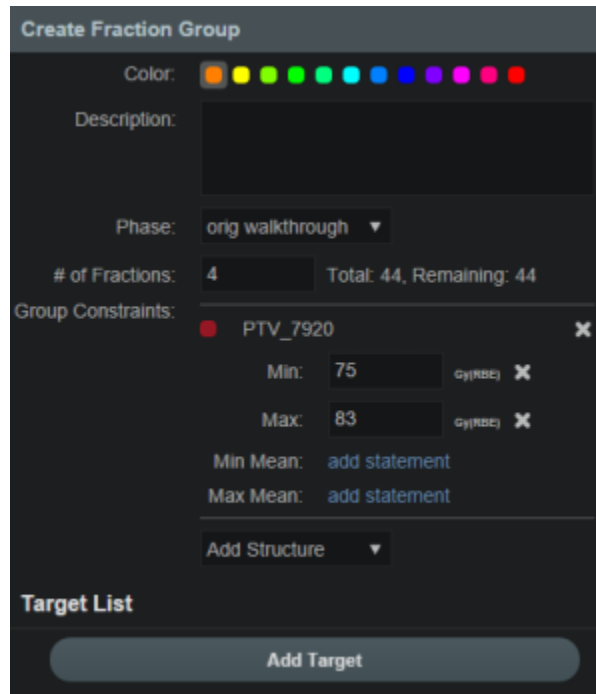 Create Fraction Group
Color:
Description:
Phase: orig walkthrough
# of Fractions: 4 Total: 44, Remaining: 44
Group Constraints:
PTV_7920
Min: 75 Gy(RBE)
Max: 83 Gy(RBE)
Min Mean: add statement
Max Mean: add statement
Add Structure
Target List
Add Target